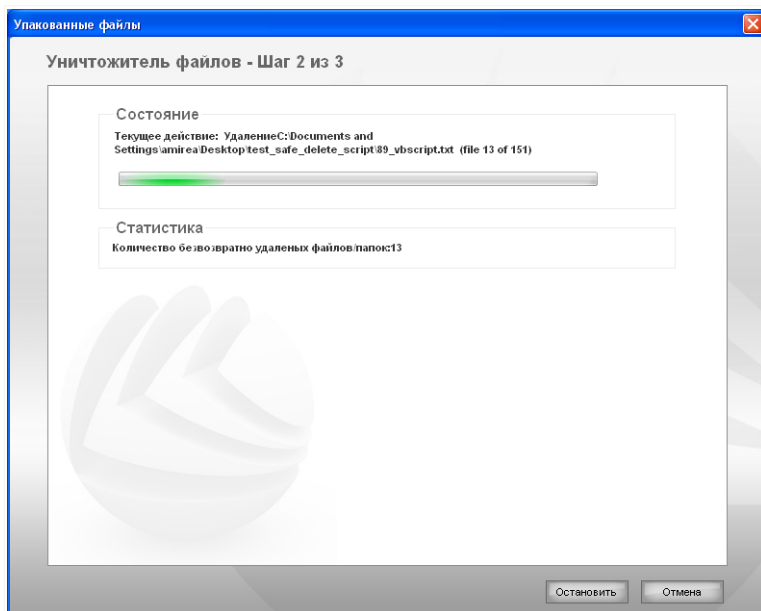 Упакованные файлы
Уничтожитель файлов - Шаг 2 из 3
Состояние
Текущее действие: УдалениеC:\Documents and
Settings\amirea\Desktop\test_safe_delete_script\89_vbscript.txt (file 13 of 151)
Статистика
Количество безвозвратно удаленых файлов/папок:13
Остановить
Отмена